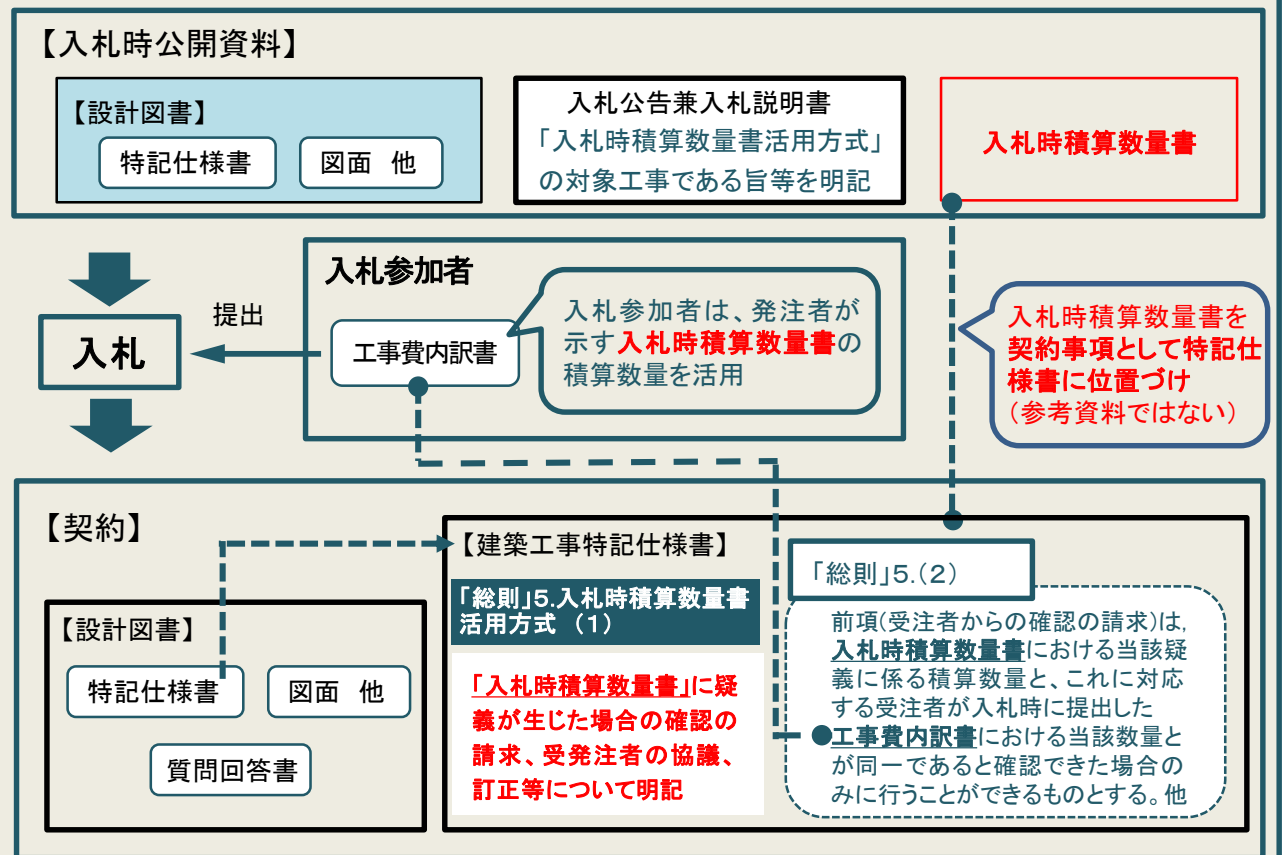 【入札時公開資料】
【設計図書】
特記仕様書
図面 他
入札公告兼入札説明書
「入札時積算数量書活用方式」
の対象工事である旨等を明記
入札時積算数量書
入札
提出
入札参加者
工事費内訳書
入札参加者は、発注者が
示す入札時積算数量書の
積算数量を活用
入札時積算数量書を
契約事項として特記仕
様書に位置づけ
（参考資料ではない）
【契約】
【設計図書】
特記仕様書
図面 他
質問回答書
【建築工事特記仕様書】
「総則」5.入札時積算数量書
活用方式 （1）
「入札時積算数量書」に疑
義が生じた場合の確認の
請求、受発注者の協議、
訂正等について明記
「総則」5.（2）
前項(受注者からの確認の請求)は、
入札時積算数量書における当該疑
義に係る積算数量と、これに対応
する受注者が入札時に提出した
工事費内訳書における当該数量と
が同一であると確認できた場合の
みに行うことができるものとする。他